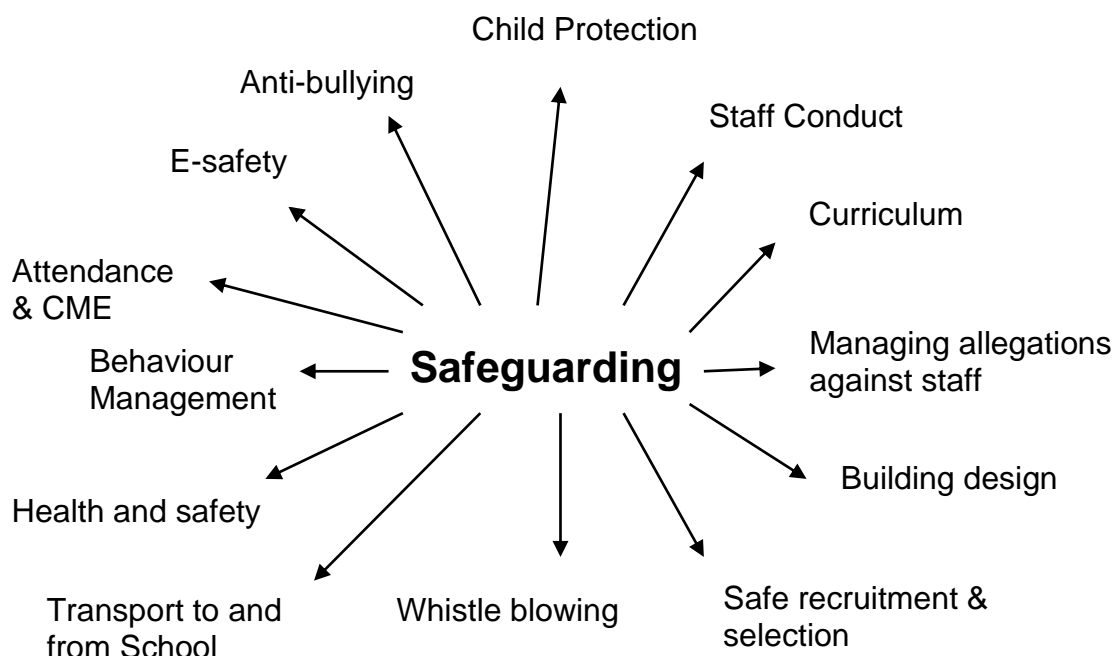 Child Protection
Anti-bullying
Staff Conduct
E-safety
Curriculum
Attendance
& CME
Behaviour
Management
Safeguarding
Managing allegations
against staff
Building design
Health and safety
Transport to and
from School
Whistle blowing
Safe recruitment &
selection